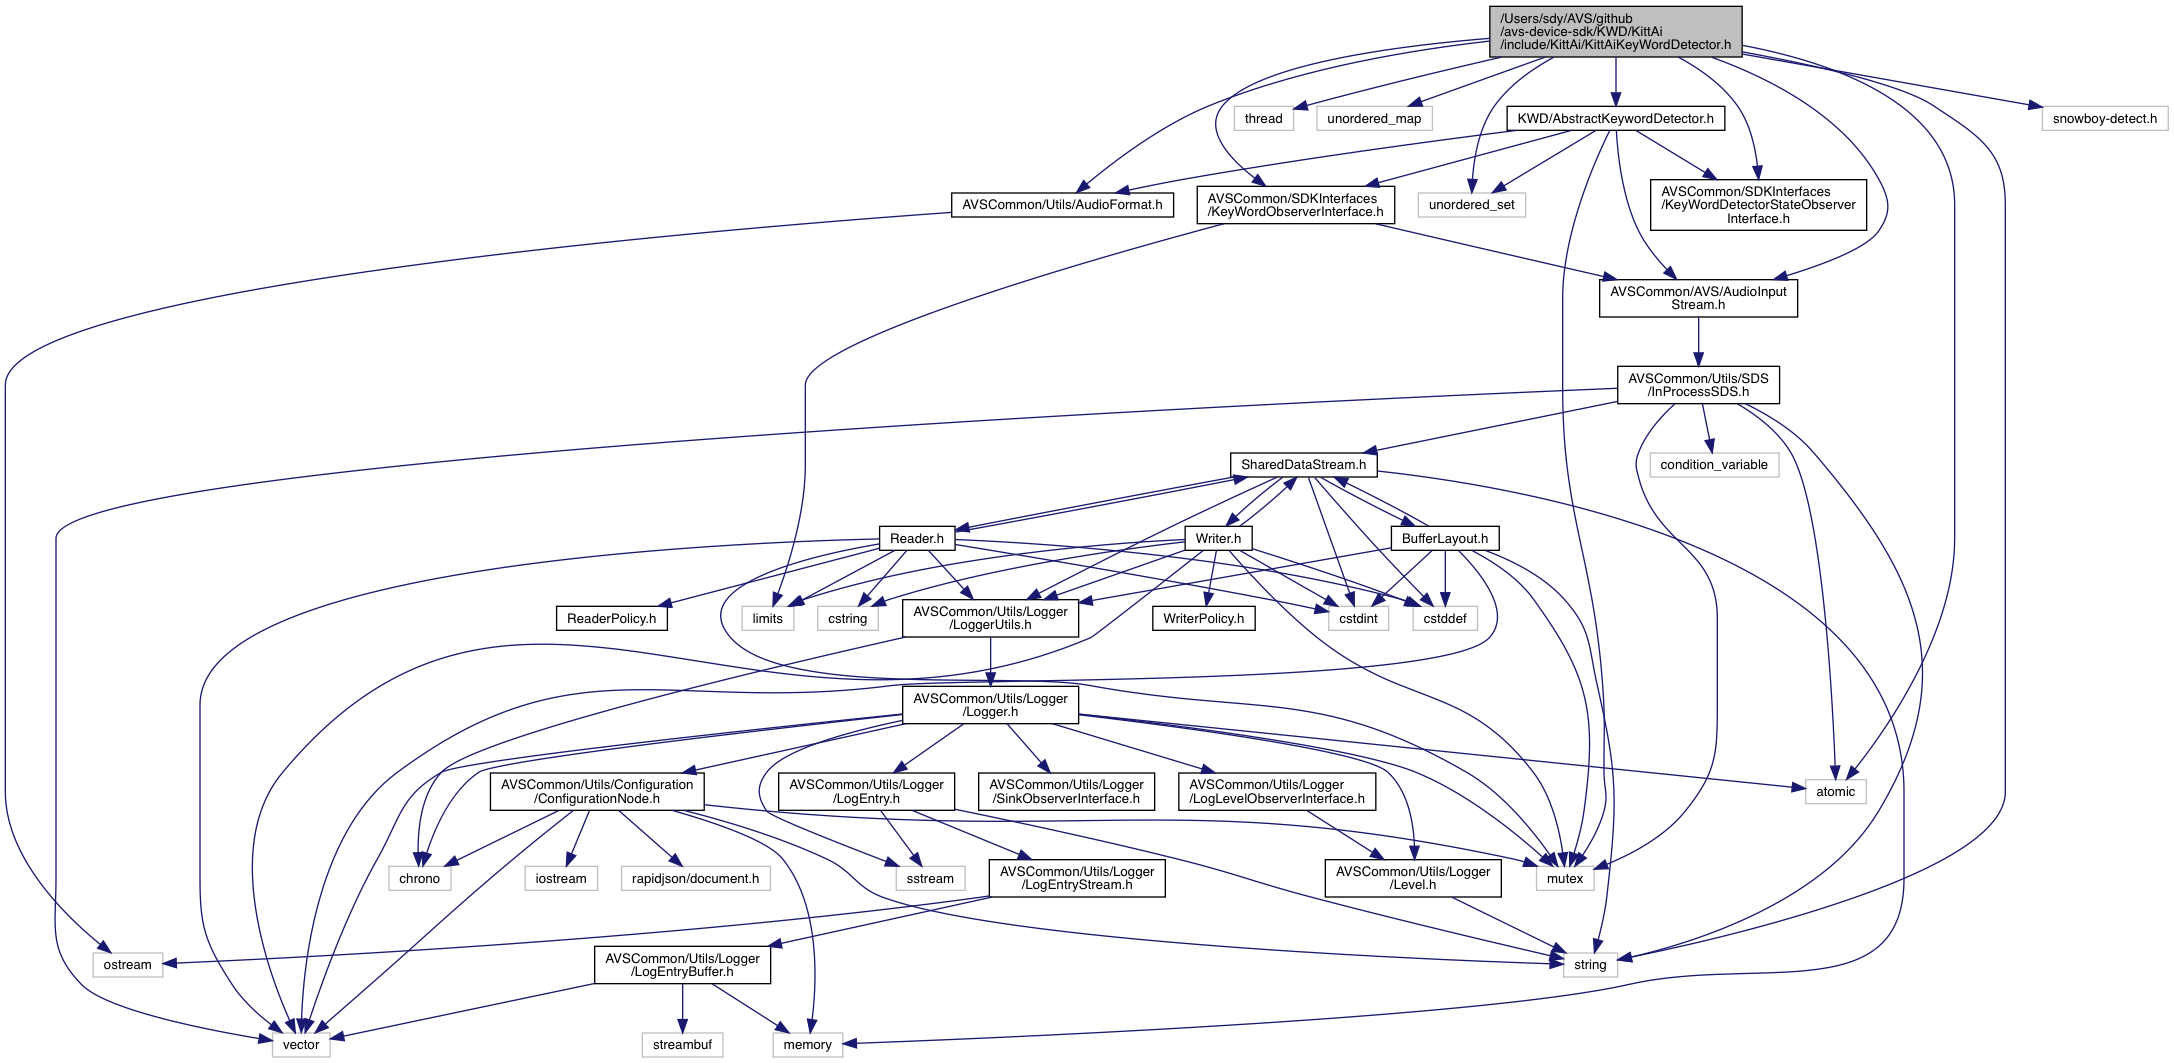 /Users/sdy/AVS/github
/avs-device-sdk/KWD/KittAi
/include/KittAi/KittAiKeyWordDetector.h
thread
unordered_map
KWD/AbstractKeywordDetector.h
snowboy-detect.h
AVSCommon/Utils/AudioFormat.h
AVSCommon/SDKInterfaces
/KeyWordObserverInterface.h
unordered_set
AVSCommon/SDKInterfaces
/KeyWordDetectorStateObserver
Interface.h
AVSCommon/AVS/AudioInput
Stream.h
AVSCommon/Utils/SDS
/InProcessSDS.h
SharedDataStream.h
condition_variable
Reader.h
Writer.h
BufferLayout.h
ReaderPolicy.h
limits
cstring
AVSCommon/Utils/Logger
/LoggerUtils.h
WriterPolicy.h
cstdint
cstddef
AVSCommon/Utils/Logger
/Logger.h
AVSCommon/Utils/Configuration
/ConfigurationNode.h
AVSCommon/Utils/Logger
/LogEntry.h
AVSCommon/Utils/Logger
/SinkObserverInterface.h
AVSCommon/Utils/Logger
/LogLevelObserverInterface.h
atomic
chrono
iostream
rapidjson/document.h
sstream
AVSCommon/Utils/Logger
/LogEntryStream.h
AVSCommon/Utils/Logger
/Level.h
mutex
ostream
AVSCommon/Utils/Logger
/LogEntryBuffer.h
string
vector
streambuf
memory